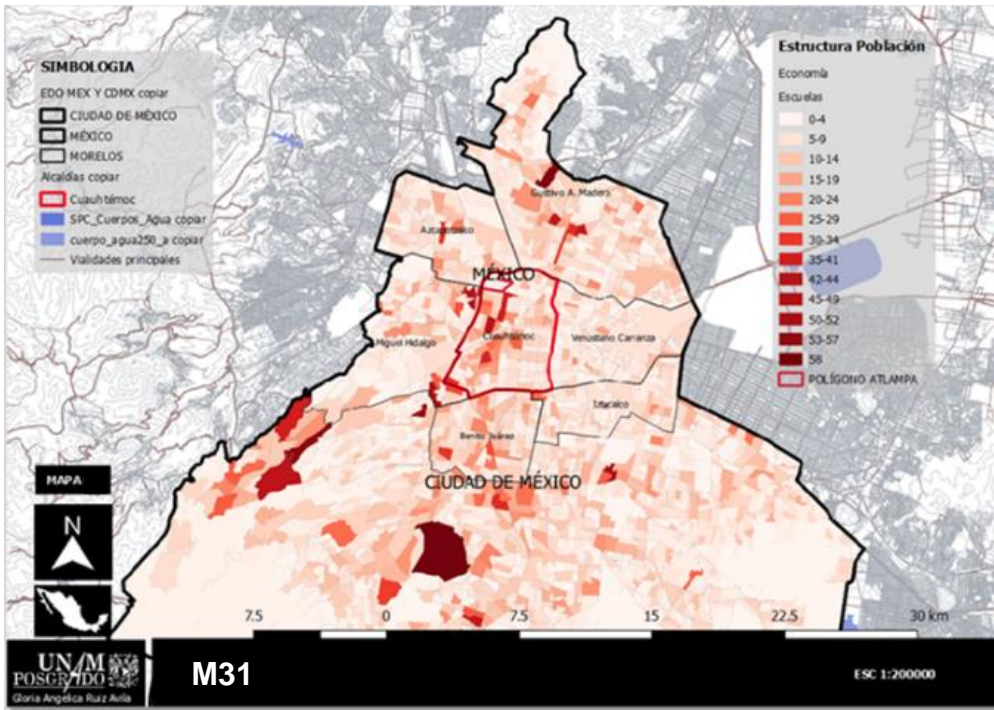 SIMBOLOGIA
EDO MEX Y CDMX copiar
CIUDAD DE MÉXICO
MÉXICO
MORELOS
Alcaldías copiar
Cuauhtémoc
SPC_Cuerpos_Agua copiar
cuerpo_agua250_a copiar
Vialidades principales
Estructura Población
Economía
Escuelas
0-4
5-9
10-14
15-19
20-24
25-29
30-34
35-41
42-44
45-49
50-52
53-57
58
POLÍGONO ATLAMPA
Gustavo A. Madero
Azcapotzalco
MÉXICO
Miguel Hidalgo
Cuauhtémoc
Venustiano Carranza
Iztacalco
Benito Juáraz
CIUDAD DE MÉXICO
MAPA
N
7.5 0 7.5 15 22.5 30 km
UNAM
POSGRADO
Gloria Angélica Ruiz Avila
M31
ESC 1:200000